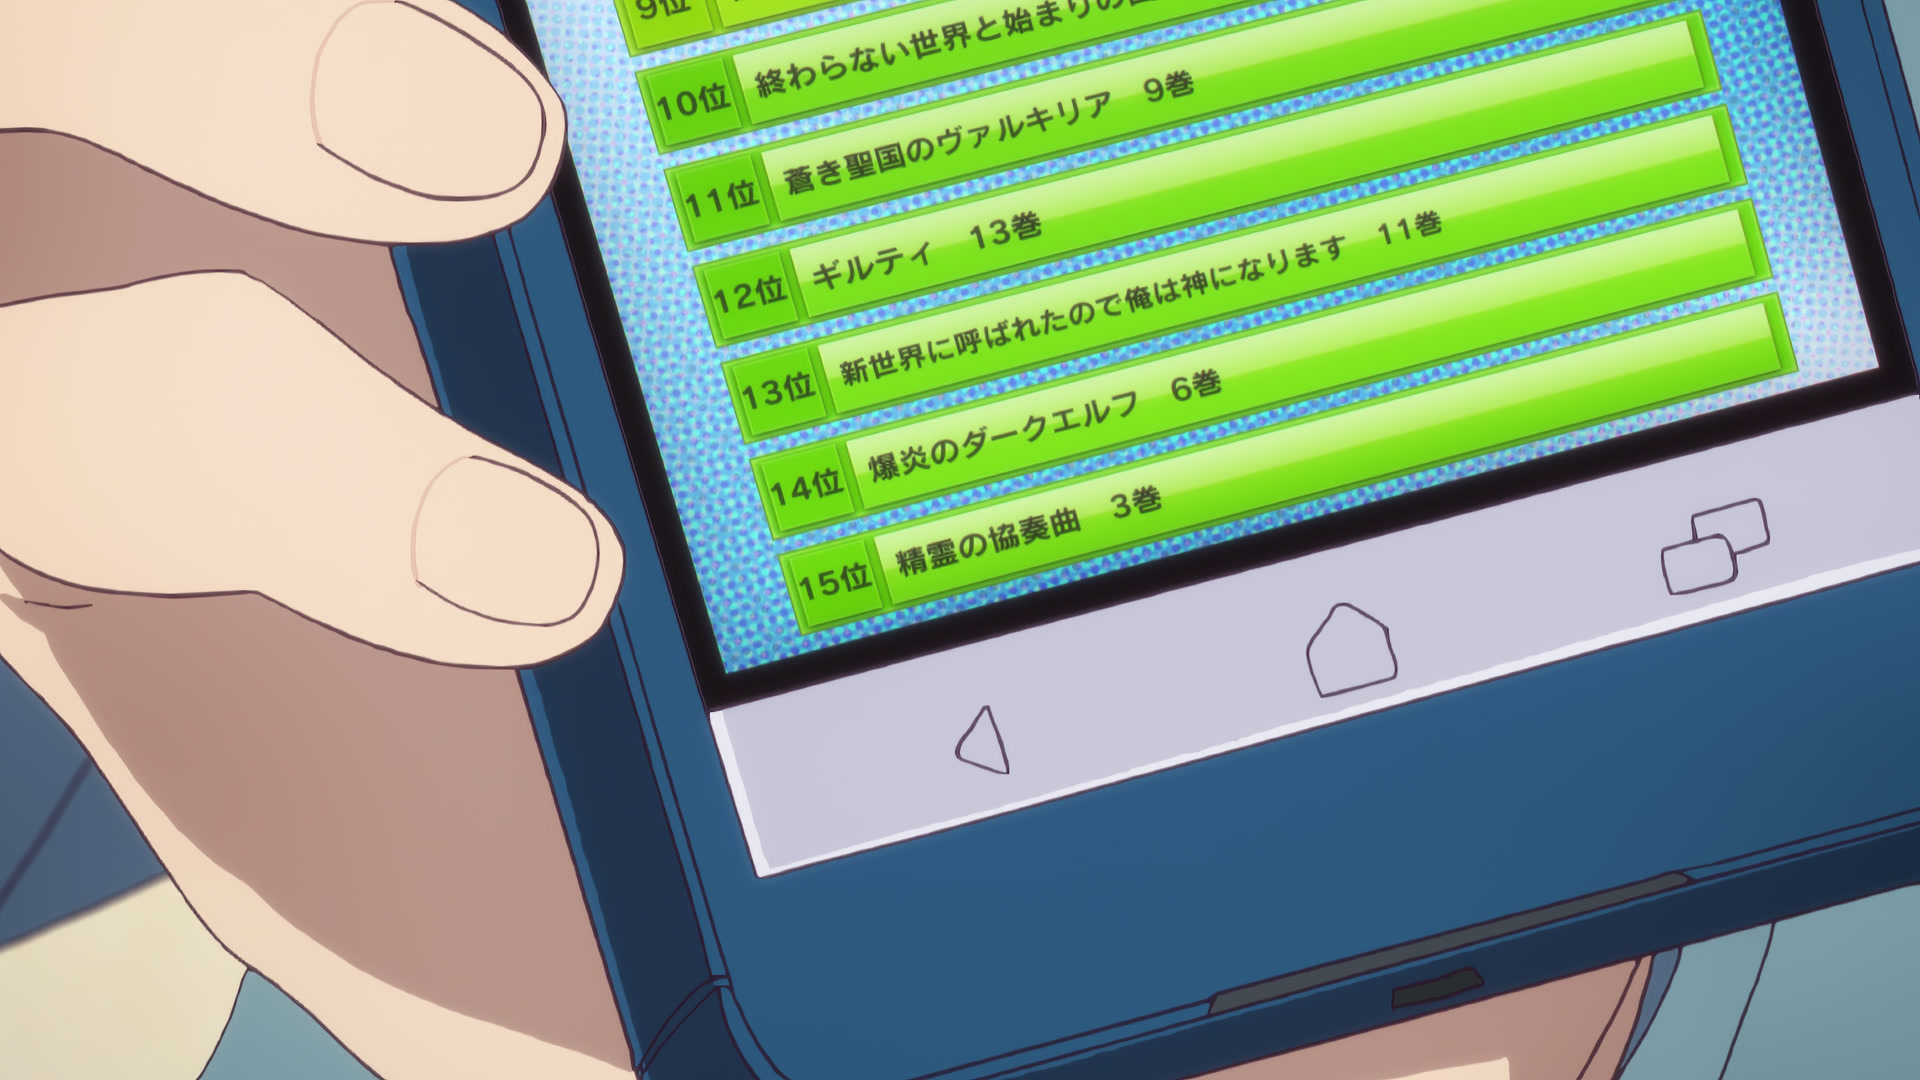 9位
10位 終わらない世界と始まりの
11位 蒼き聖国のヴァルキリア 9巻
12位 ギルティ 13巻
13位 新世界に呼ばれたので俺は神になります 11巻
14位 爆炎のダークエルフ 6巻
15位 精霊の協奏曲 3巻